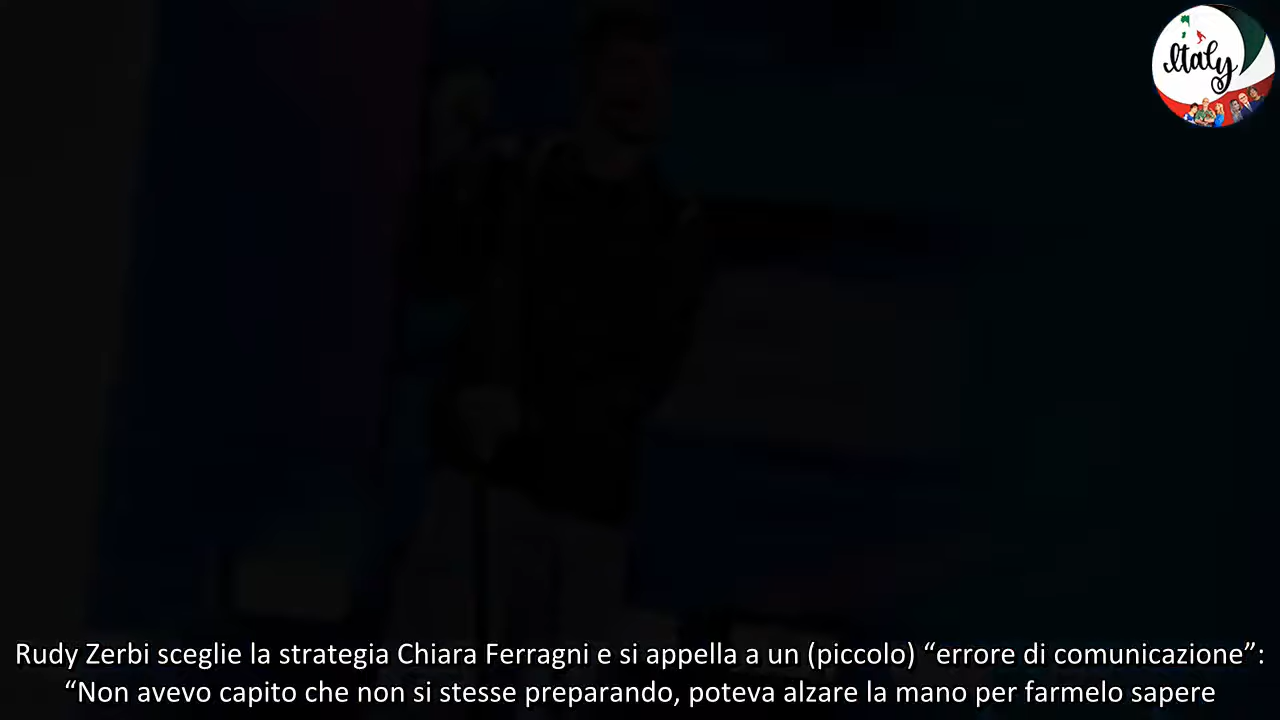 Italy
Rudy Zerbi sceglie la strategia Chiara Ferragni e si appella a un (piccolo) “errore di comunicazione”:
“Non avevo capito che non si stesse preparando, poteva alzare la mano per farmelo sapere